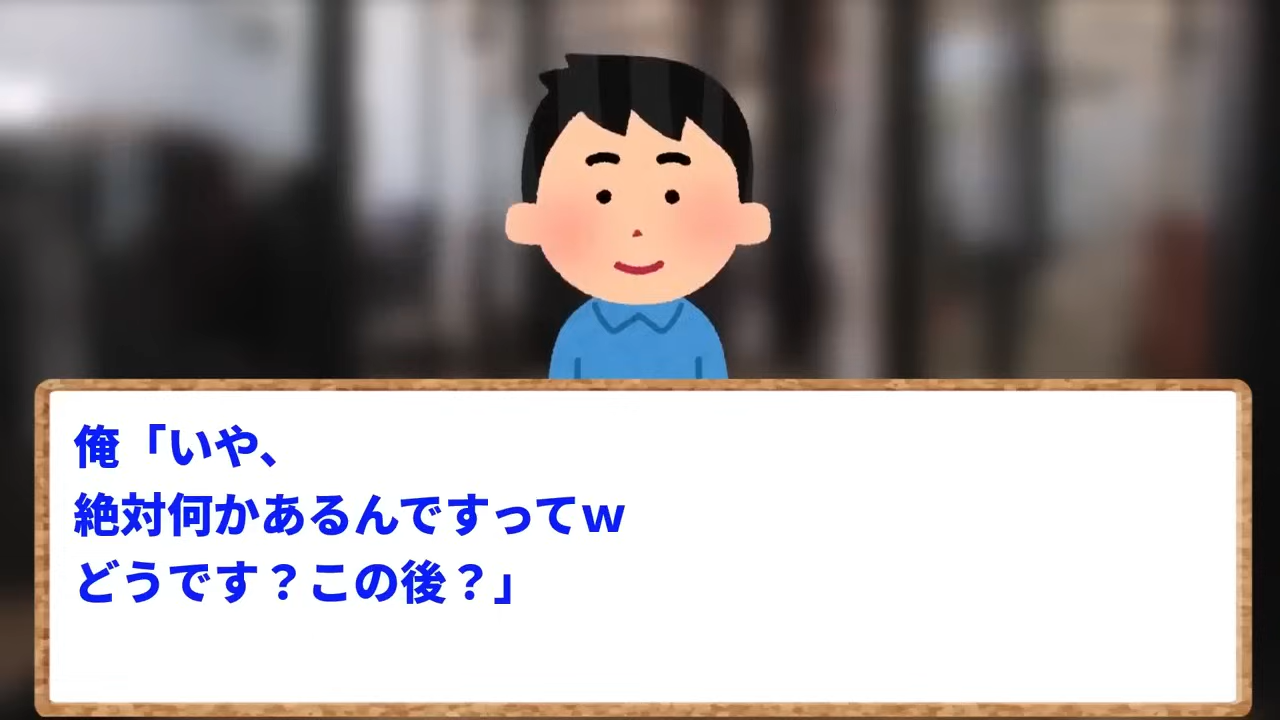 俺「いや、
絶対何かあるんですってｗ
どうです？この後？」